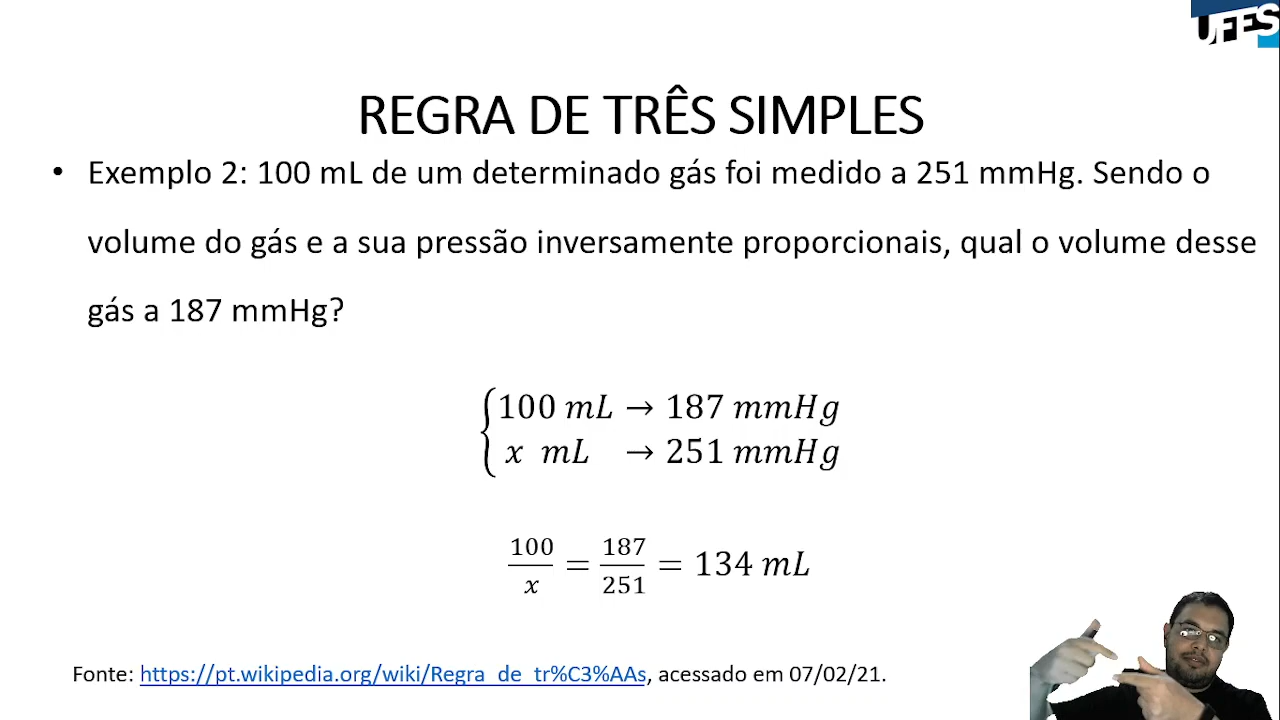 UFES
REGRA DE TRÊS SIMPLES
• Exemplo 2: 100 mL de um determinado gás foi medido a 251 mmHg. Sendo o
volume do gás e a sua pressão inversamente proporcionais, qual o volume desse
gás a 187 mmHg?
{100 mL → 187 mmHg
x mL → 251 mmHg
100/x = 187/251 = 134 mL
Fonte: https://pt.wikipedia.org/wiki/Regra_de_tr%C3%AAs, acessado em 07/02/21.